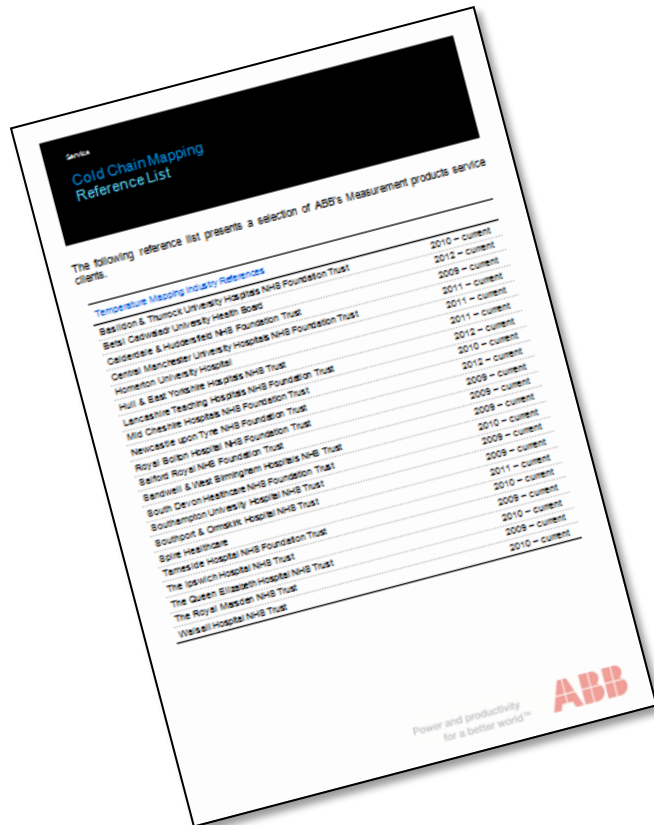 Service
Cold Chain Mapping
Reference List
The following reference list presents a selection of ABB's Measurement products service
clients.
Temperature Mapping Industry References
Basildon & Thurrock University Hospitals NHS Foundation Trust 2010 – current
Betsi Cadwaladr University Health Board 2012 – current
Calderdale & Huddersfield NHS Foundation Trust 2009 – current
Central Manchester University Hospitals NHS Foundation Trust 2011 – current
Homerton University Hospital 2011 – current
Hull & East Yorkshire Hospitals NHS Trust 2011 – current
Lancashire Teaching Hospitals NHS Foundation Trust 2012 – current
Mid Cheshire Hospitals NHS Foundation Trust 2010 – current
Newcastle upon Tyne NHS Foundation Trust 2012 – current
Royal Bolton Hospital NHS Foundation Trust 2009 – current
Salford Royal NHS Foundation Trust 2009 – current
Sandwell & West Birmingham Hospitals NHS Trust 2009 – current
South Devon Healthcare NHS Foundation Trust 2010 – current
Southampton University Hospital NHS Trust 2009 – current
Southport & Ormskirk Hospital NHS Trust 2009 – current
Spire Healthcare 2011 – current
Tameside Hospital NHS Foundation Trust 2010 – current
The Ipswich Hospital NHS Trust 2009 – current
The Queen Elizabeth Hospital NHS Trust 2010 – current
The Royal Marsden NHS Trust 2009 – current
Walsall Hospital NHS Trust 2010 – current
Power and productivity
for a better world™
ABB